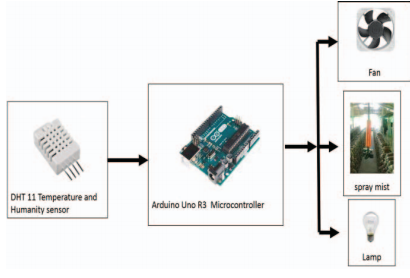 DHT 11 Temperature and
Humanity sensor
Arduino Uno R3 Microcontroller
Fan
spray mist
Lamp